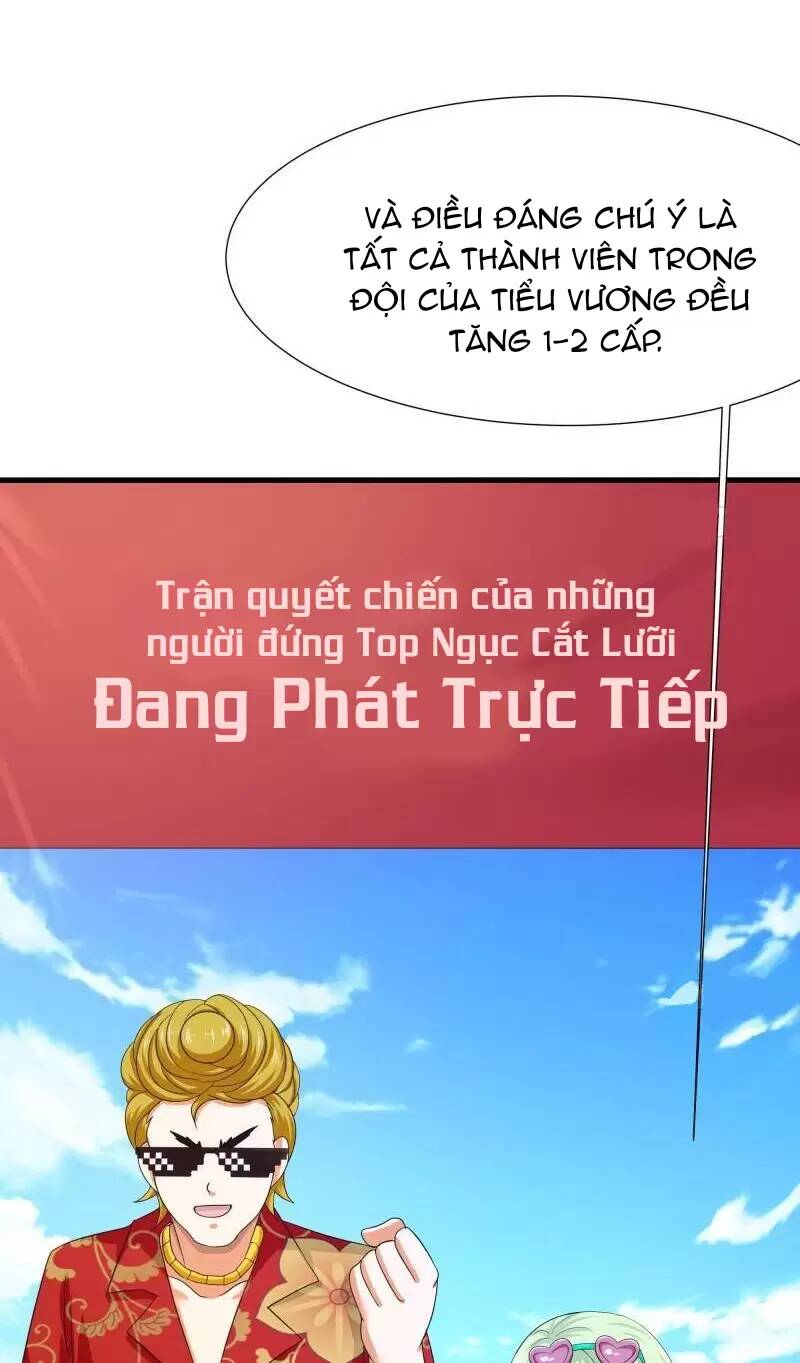 VÀ ĐIỀU ĐÁNG CHÚ Ý LÀ
TẤT CẢ THÀNH VIÊN TRONG
ĐỘI CỦA TIỂU VƯƠNG ĐỀU
TĂNG 1-2 CẤP.
Trận quyết chiến của những
người đứng Top Ngục Cắt Lưỡi
Đang Phát Trực Tiếp